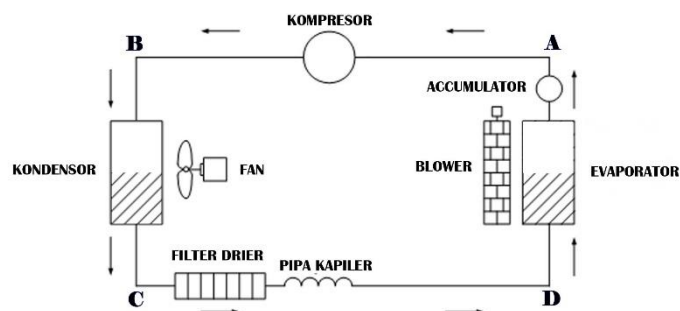 KOMPRESOR
B
A
ACCUMULATOR
KONDENSOR
FAN
BLOWER
EVAPORATOR
FILTER DRIER
PIPA KAPILER
C
D